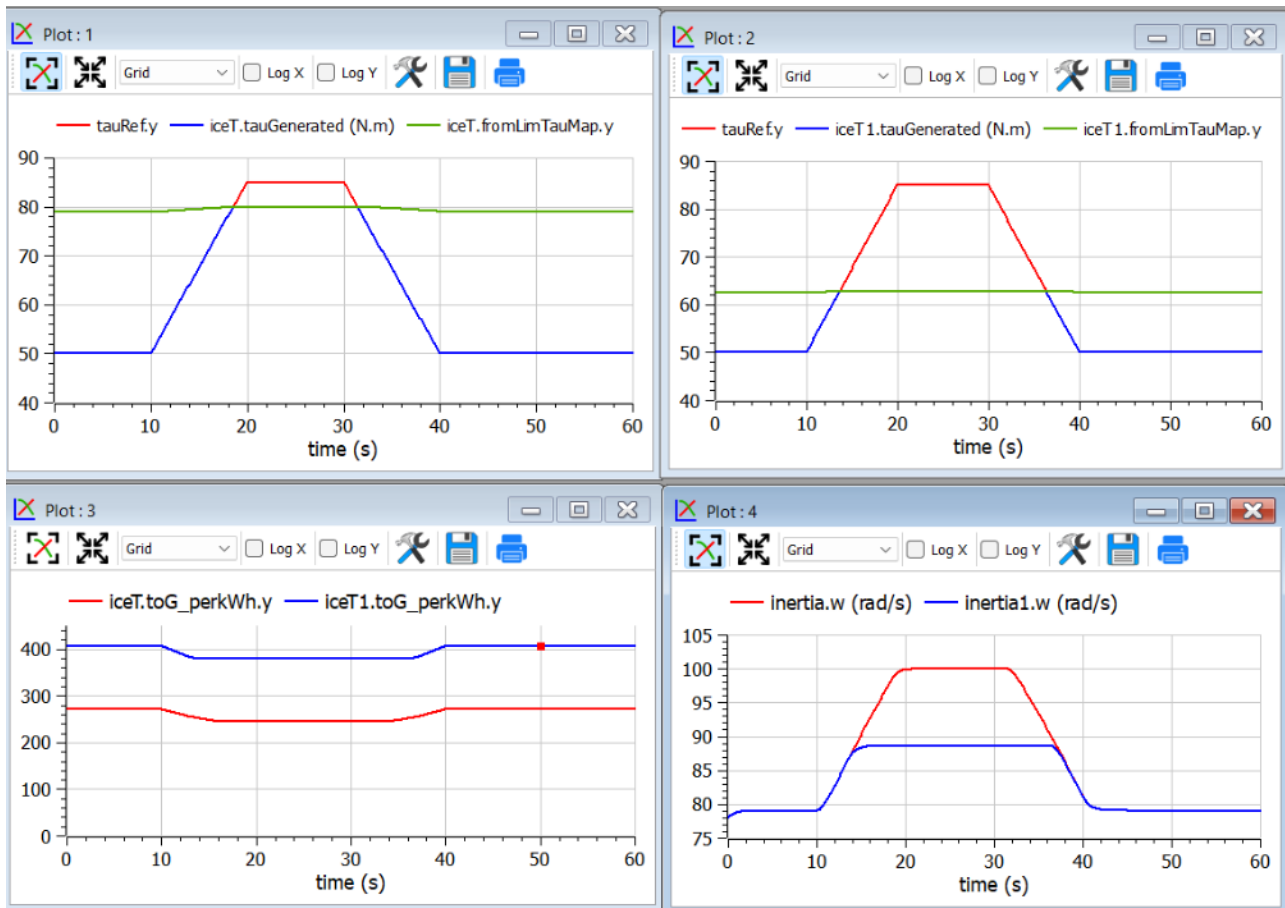 Plot : 1
Grid Log X Log Y
tauRef.y iceT.tauGenerated (N.m) iceT.fromLimTauMap.y
90
80
70
60
50
40
0 10 20 30 40 50 60
time (s)
Plot : 2
Grid Log X Log Y
tauRef.y iceT1.tauGenerated (N.m) iceT1.fromLimTauMap.y
90
80
70
60
50
40
0 10 20 30 40 50 60
time (s)
Plot : 3
Grid Log X Log Y
iceT.toG_perkWh.y iceT1.toG_perkWh.y
400
300
200
100
0
0 10 20 30 40 50 60
time (s)
Plot : 4
Grid Log X Log Y
inertia.w (rad/s) inertia1.w (rad/s)
105
100
95
90
85
80
75
0 10 20 30 40 50 60
time (s)